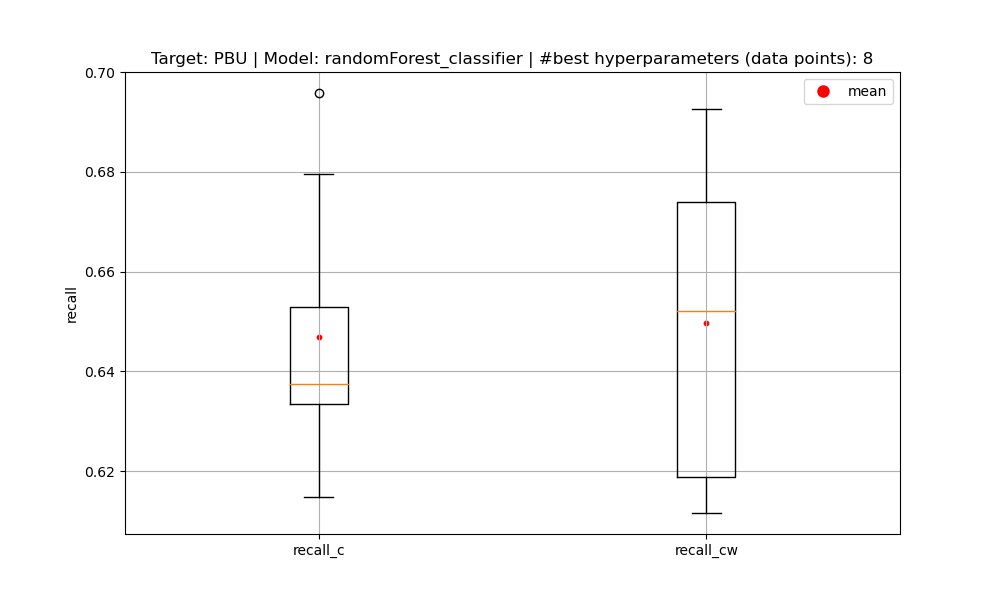 Target: PBU | Model: randomForest_classifier | #best hyperparameters (data points): 8
mean
0.70
0.68
0.66
0.64
0.62
recall
recall_c
recall_cw